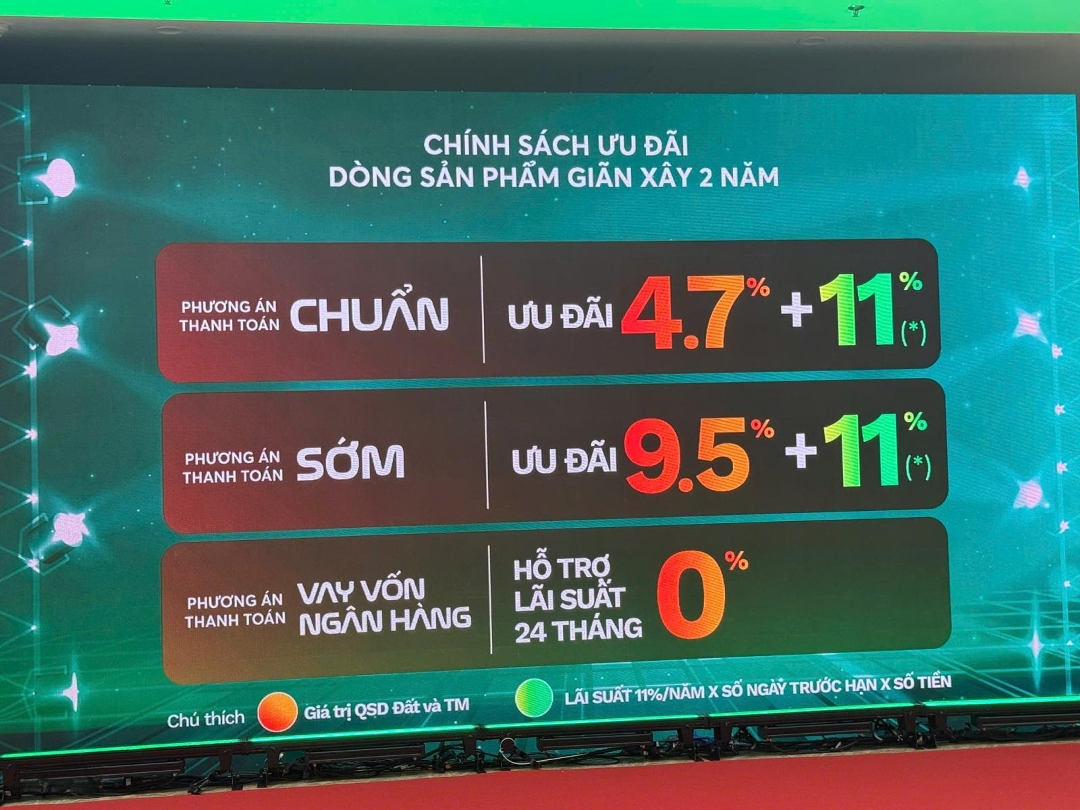 CHÍNH SÁCH ƯU ĐÃI
DÒNG SẢN PHẨM GIÃN XÂY 2 NĂM
PHƯƠNG ÁN
THANH TOÁN
CHUẨN
ƯU ĐÃI 4.7% + 11% (*)
PHƯƠNG ÁN
THANH TOÁN
SỚM
ƯU ĐÃI 9.5% + 11% (*)
PHƯƠNG ÁN
THANH TOÁN
VAY VỐN
NGÂN HÀNG
HỖ TRỢ
LÃI SUẤT
24 THÁNG
0%
Chú thích
Giá trị QSD Đất và TM
LÃI SUẤT 11%/NĂM X SỐ NGÀY TRƯỚC HẠN X SỐ TIỀN